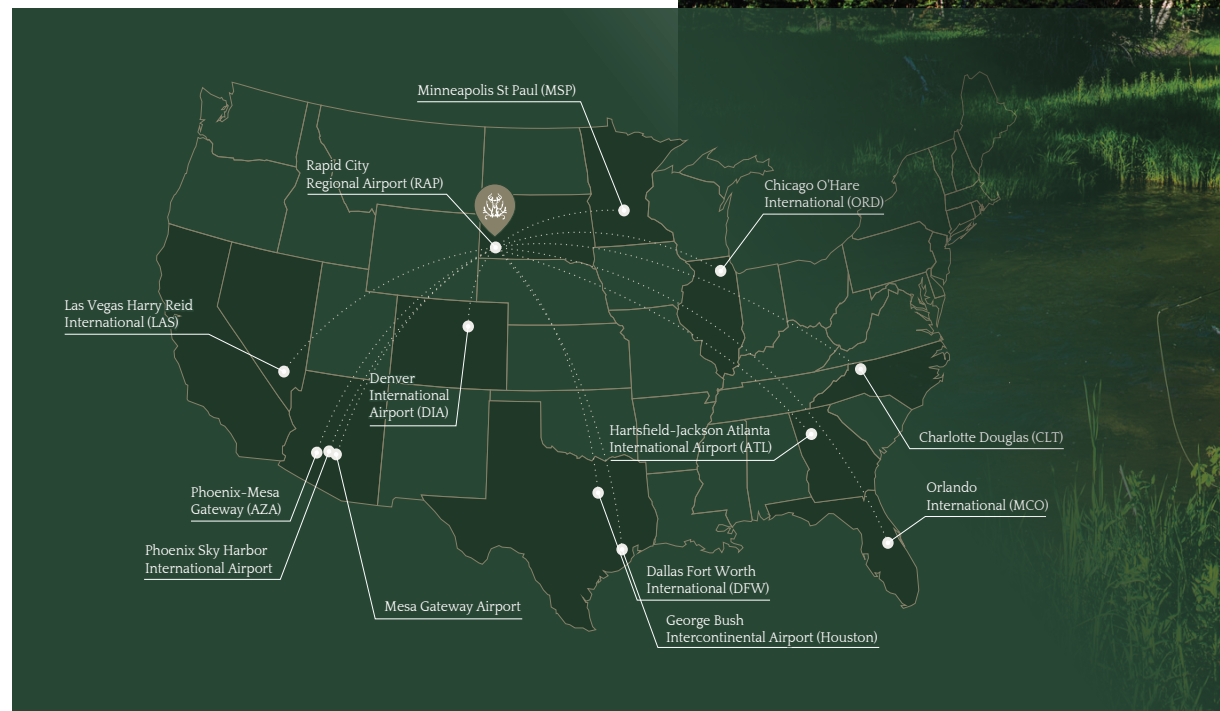 Minneapolis St Paul (MSP)
Rapid City
Regional Airport (RAP)
Chicago O'Hare
International (ORD)
Las Vegas Harry Reid
International (LAS)
Denver
International
Airport (DIA)
Hartsfield-Jackson Atlanta
International Airport (ATL)
Charlotte Douglas (CLT)
Phoenix-Mesa
Gateway (AZA)
Orlando
International (MCO)
Phoenix Sky Harbor
International Airport
Dallas Fort Worth
International (DFW)
Mesa Gateway Airport
George Bush
Intercontinental Airport (Houston)